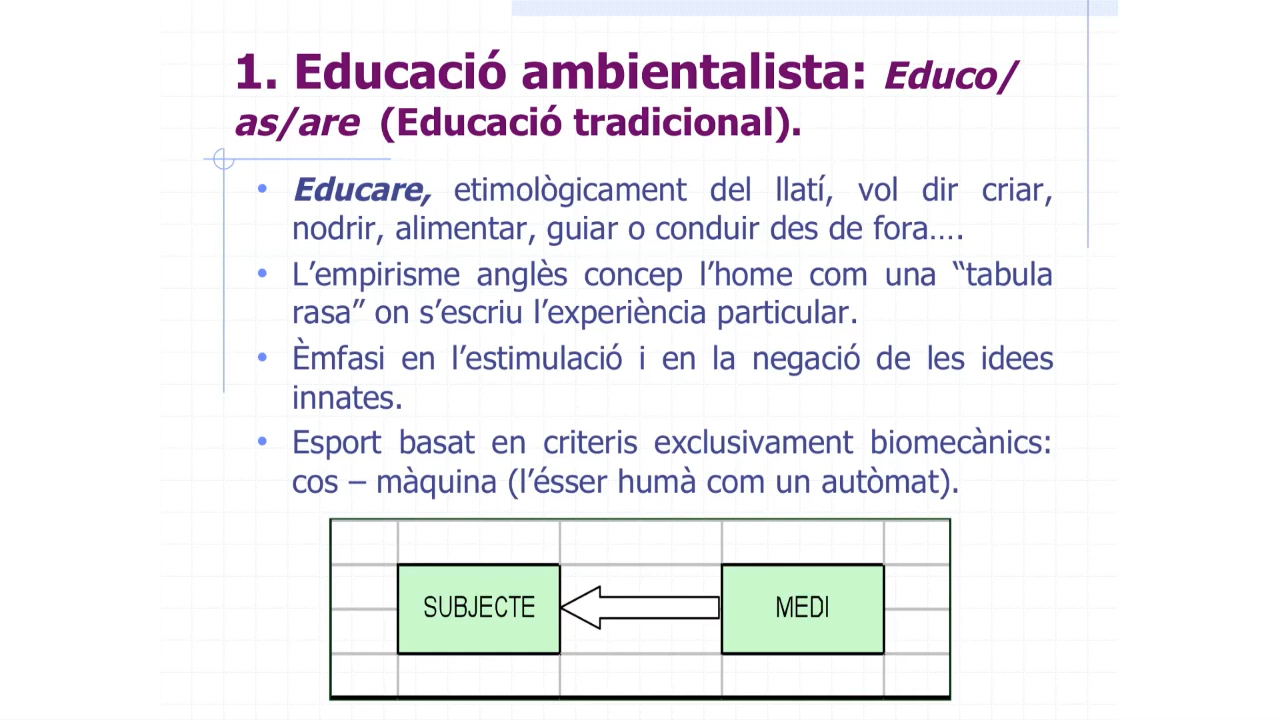 1. Educació ambientalista: Educo/
as/are (Educació tradicional).
• Educare, etimològicament del llatí, vol dir criar,
nodrir, alimentar, guiar o conduir des de fora….
• L’empirisme anglès concep l’home com una “tabula
rasa” on s’escriu l’experiència particular.
• Èmfasi en l’estimulació i en la negació de les idees
innates.
• Esport basat en criteris exclusivament biomecànics:
cos – màquina (l’ésser humà com un autòmat).
SUBJECTE MEDI